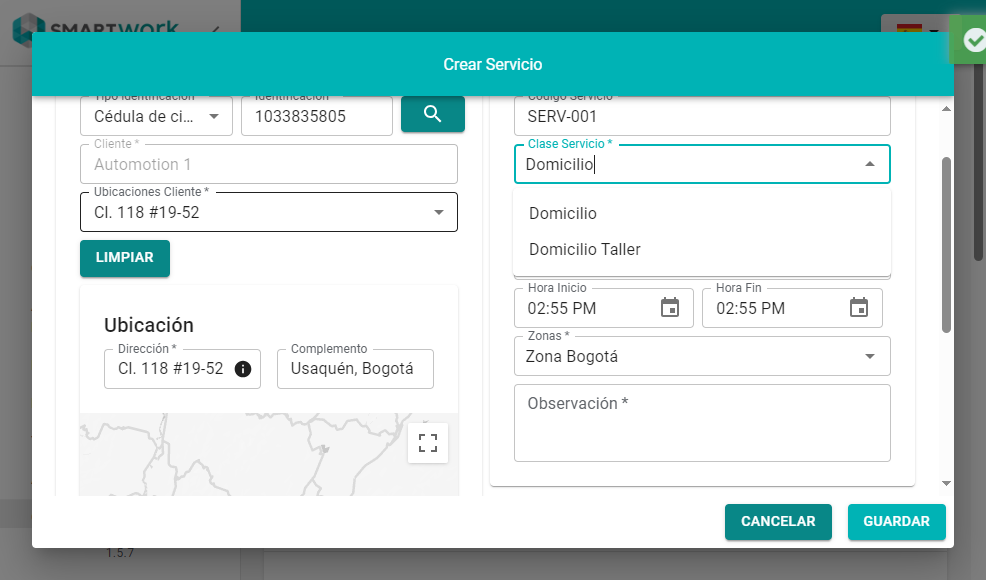 SMARTWORK
Crear Servicio
Tipo Identificación
Cédula de ci...
Identificación
1033835805
Cliente *
Automotion 1
Ubicaciones Cliente *
Cl. 118 #19-52
LIMPIAR
Ubicación
Dirección *
Cl. 118 #19-52
Complemento
Usaquén, Bogotá
Código Servicio
SERV-001
Clase Servicio *
Domicilio
Domicilio
Domicilio Taller
Hora Inicio
02:55 PM
Hora Fin
02:55 PM
Zonas *
Zona Bogotá
Observación *
CANCELAR
GUARDAR
1.5.7